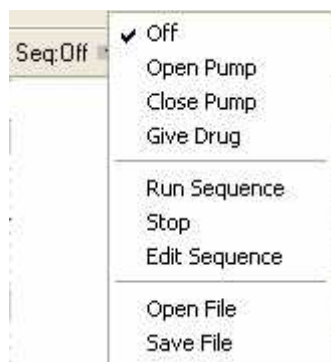 Seq:Off
Off
Open Pump
Close Pump
Give Drug
Run Sequence
Stop
Edit Sequence
Open File
Save File